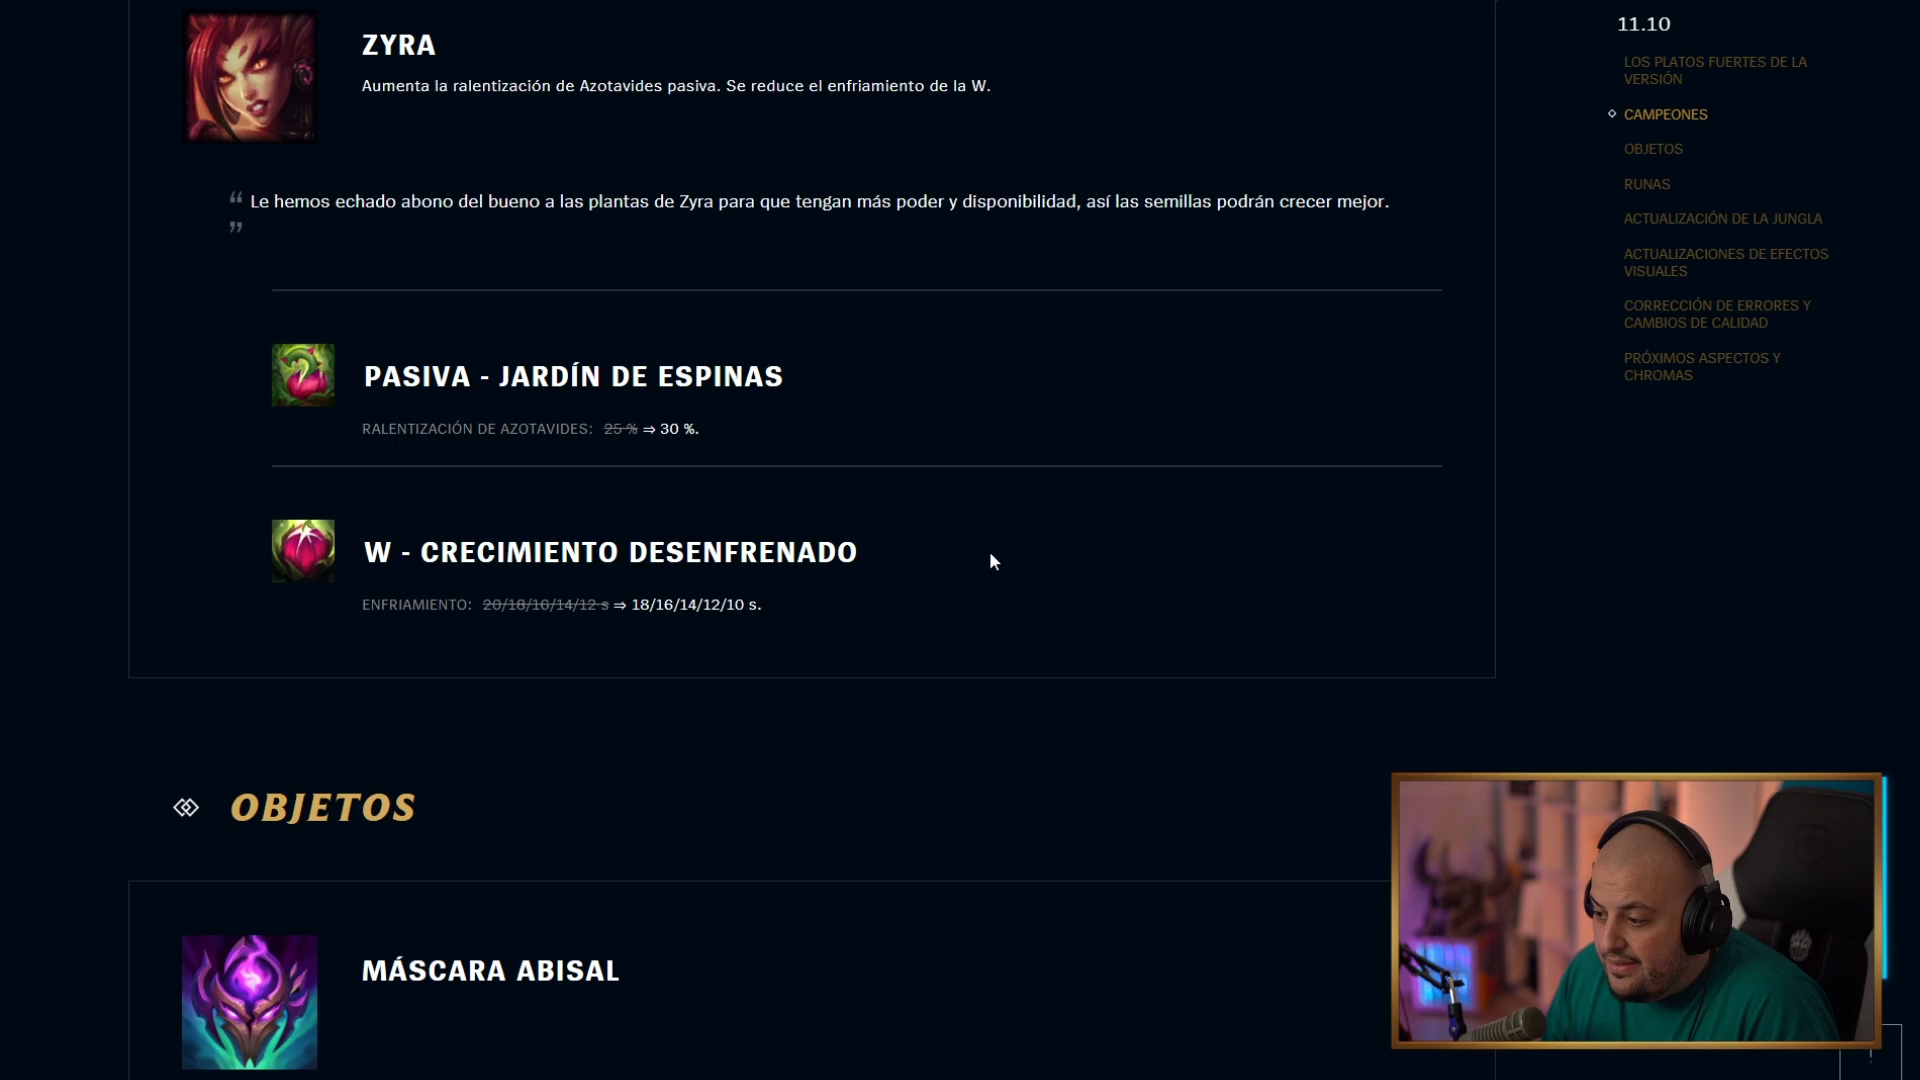 ZYRA
Aumenta la ralentización de Azotavides pasiva. Se reduce el enfriamiento de la W.
“ Le hemos echado abono del bueno a las plantas de Zyra para que tengan más poder y disponibilidad, así las semillas podrán crecer mejor.
”
PASIVA - JARDÍN DE ESPINAS
RALENTIZACIÓN DE AZOTAVIDES: 25 % ⇒ 30 %.
W - CRECIMIENTO DESENFRENADO
ENFRIAMIENTO: 20/18/16/14/12 s ⇒ 18/16/14/12/10 s.
OBJETOS
MÁSCARA ABISAL
11.10
LOS PLATOS FUERTES DE LA
VERSIÓN
CAMPEONES
OBJETOS
RUNAS
ACTUALIZACIÓN DE LA JUNGLA
ACTUALIZACIONES DE EFECTOS
VISUALES
CORRECCIÓN DE ERRORES Y
CAMBIOS DE CALIDAD
PRÓXIMOS ASPECTOS Y
CHROMAS